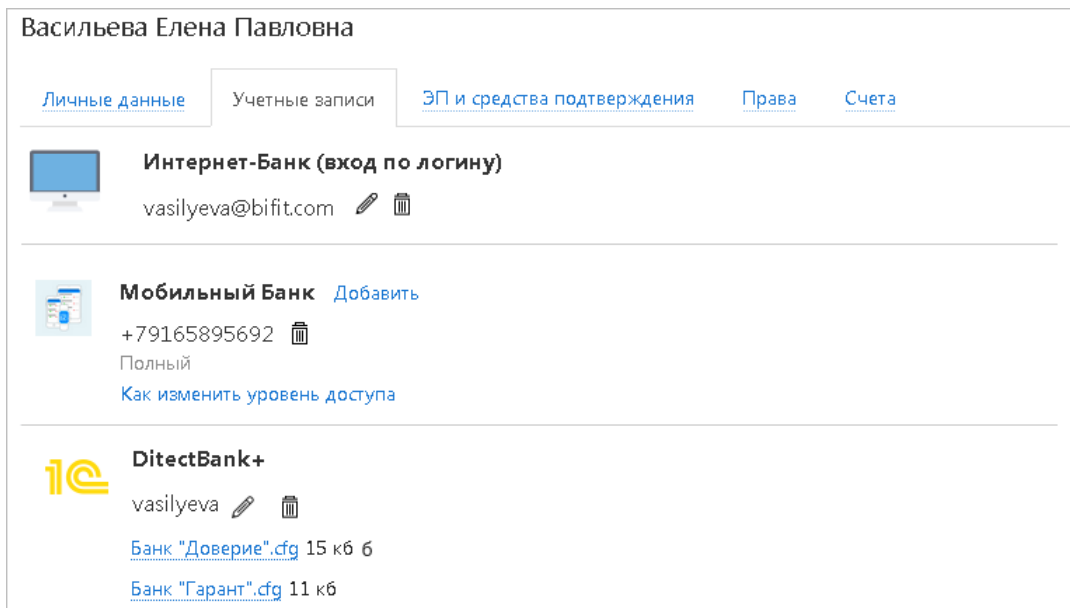 Васильева Елена Павловна
Личные данные Учетные записи ЭП и средства подтверждения Права Счета
Интернет-Банк (вход по логину)
vasilyeva@bifit.com
Мобильный Банк Добавить
+79165895692
Полный
Как изменить уровень доступа
1С DitectBank+
vasilyeva
Банк "Доверие".cfg 15 кб б
Банк "Гарант".cfg 11 кб